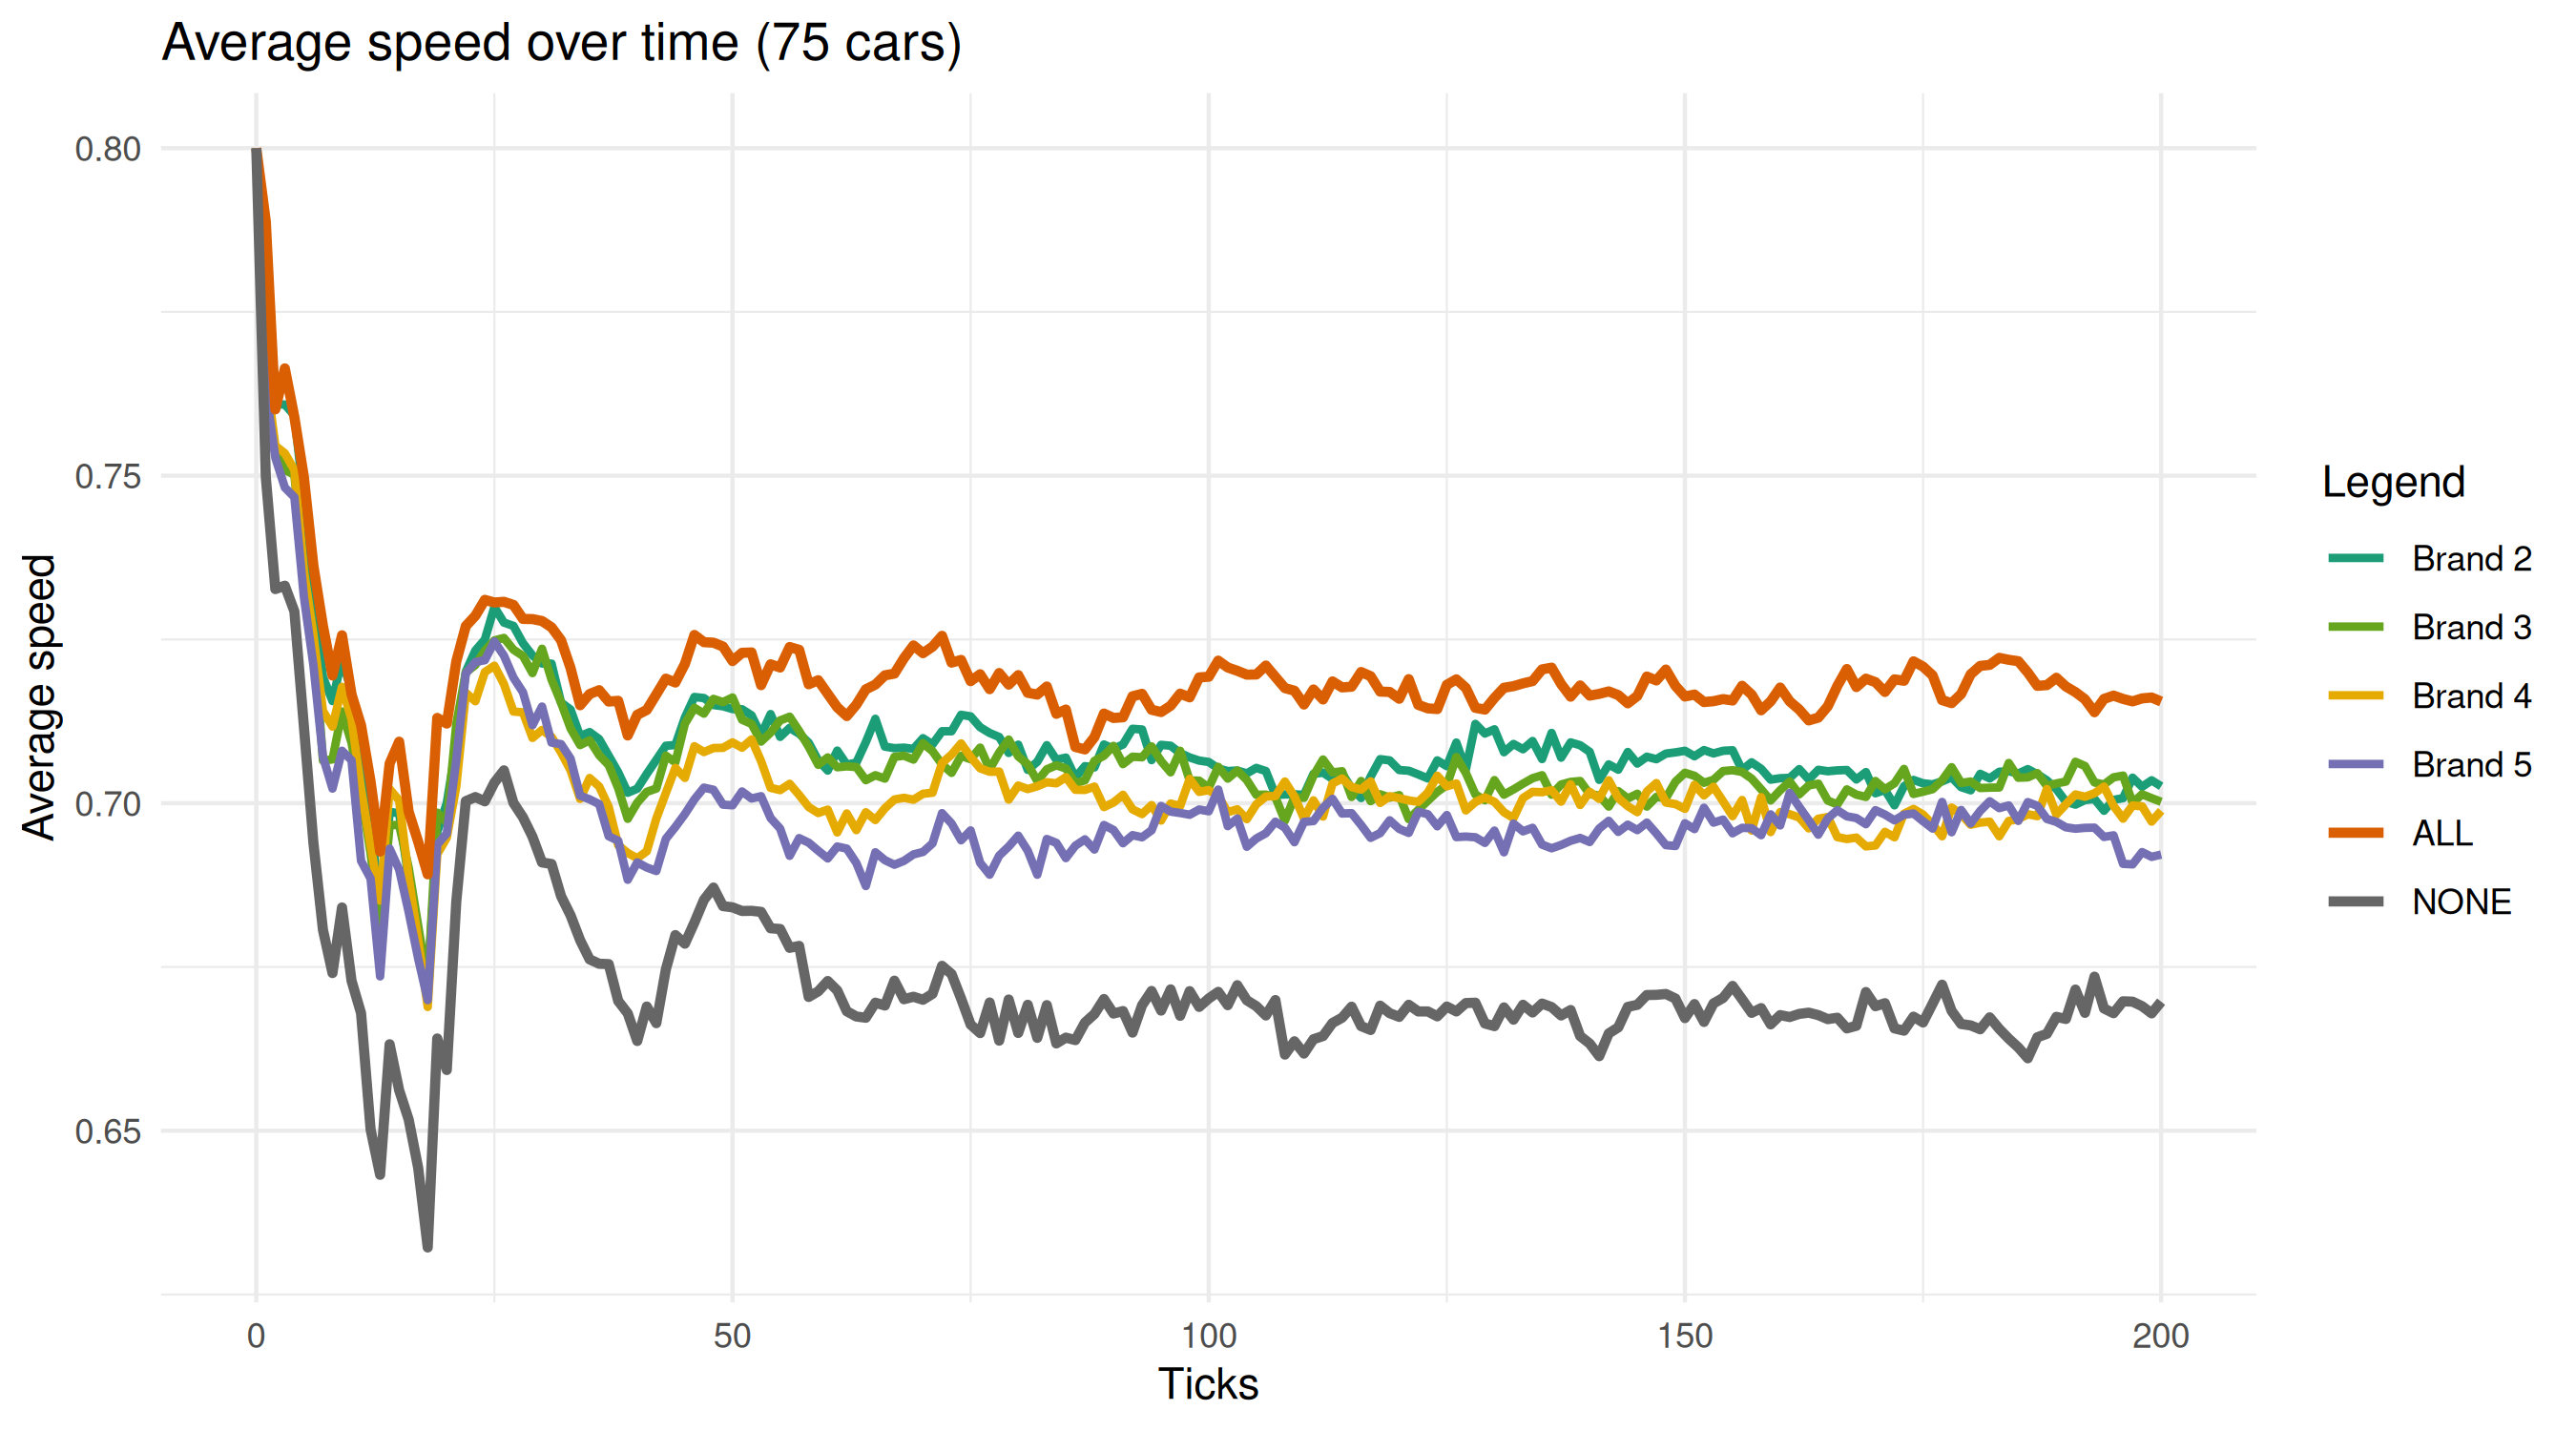 Average speed over time (75 cars)
0.80
0.75
0.70
0.65
Average speed
0 50 100 150 200
Ticks
Legend
Brand 2
Brand 3
Brand 4
Brand 5
ALL
NONE